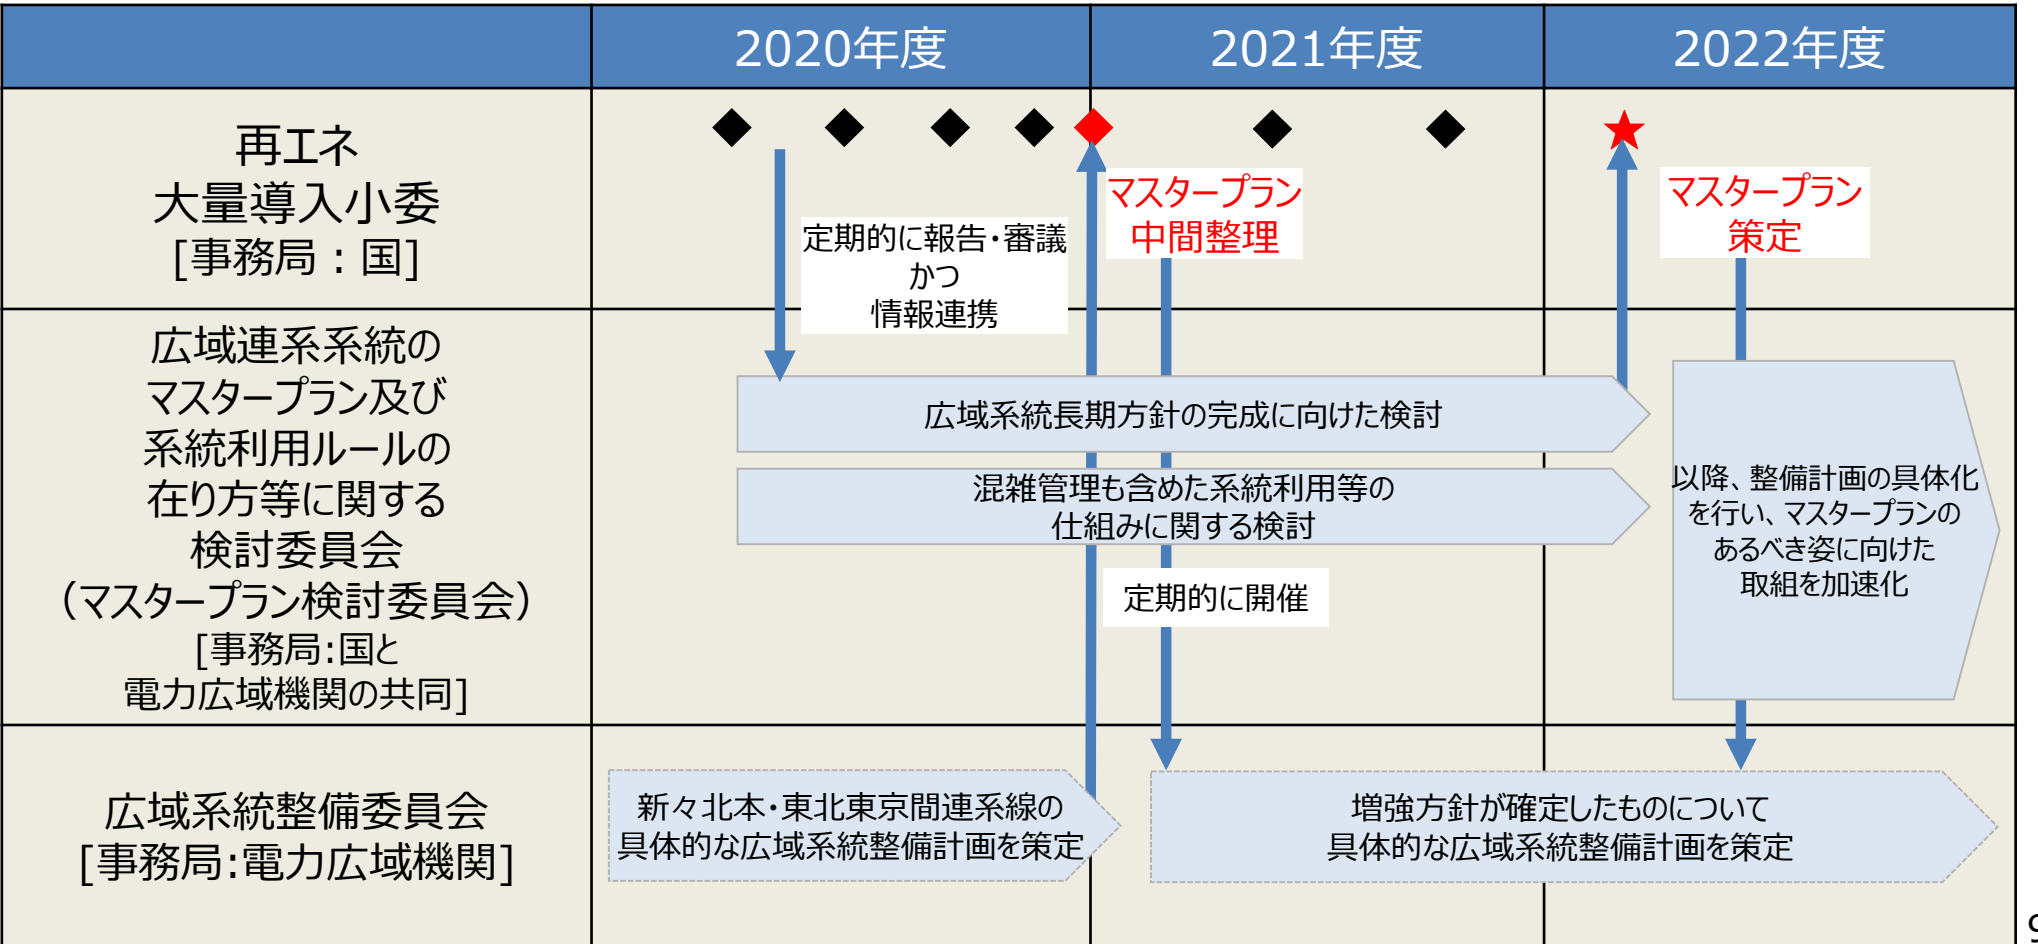 2020年度
2021年度
2022年度
再エネ
大量導入小委
[事務局：国]
定期的に報告・審議
かつ
情報連携
マスタープラン
中間整理
マスタープラン
策定
広域連系系統の
マスタープラン及び
系統利用ルールの
在り方等に関する
検討委員会
（マスタープラン検討委員会）
[事務局:国と
電力広域機関の共同]
広域系統長期方針の完成に向けた検討
混雑管理も含めた系統利用等の
仕組みに関する検討
定期的に開催
以降、整備計画の具体化
を行い、マスタープランの
あるべき姿に向けた
取組を加速化
広域系統整備委員会
[事務局:電力広域機関]
新々北本・東北東京間連系線の
具体的な広域系統整備計画を策定
増強方針が確定したものについて
具体的な広域系統整備計画を策定